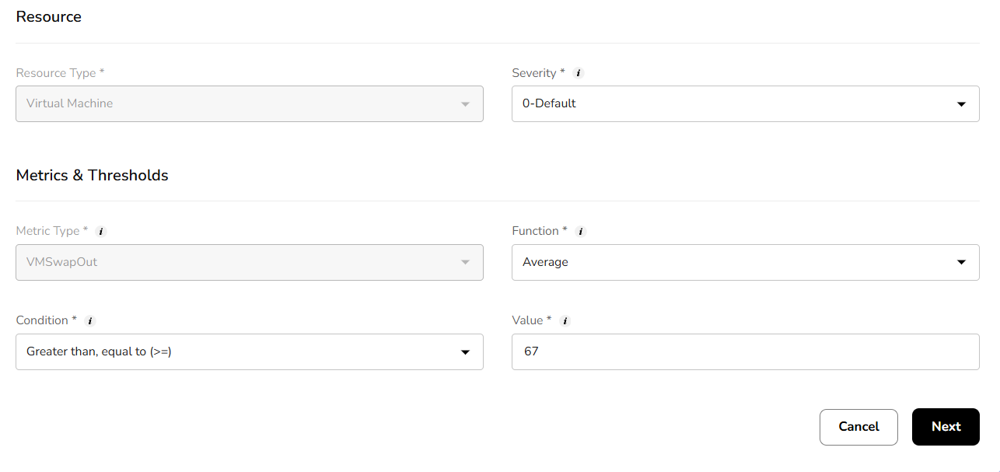 Resource
Resource Type * Severity * i
Virtual Machine 0-Default
Metrics & Thresholds
Metric Type * i Function * i
VMSwapOut Average
Condition * i Value * i
Greater than, equal to (>=) 67
Cancel Next